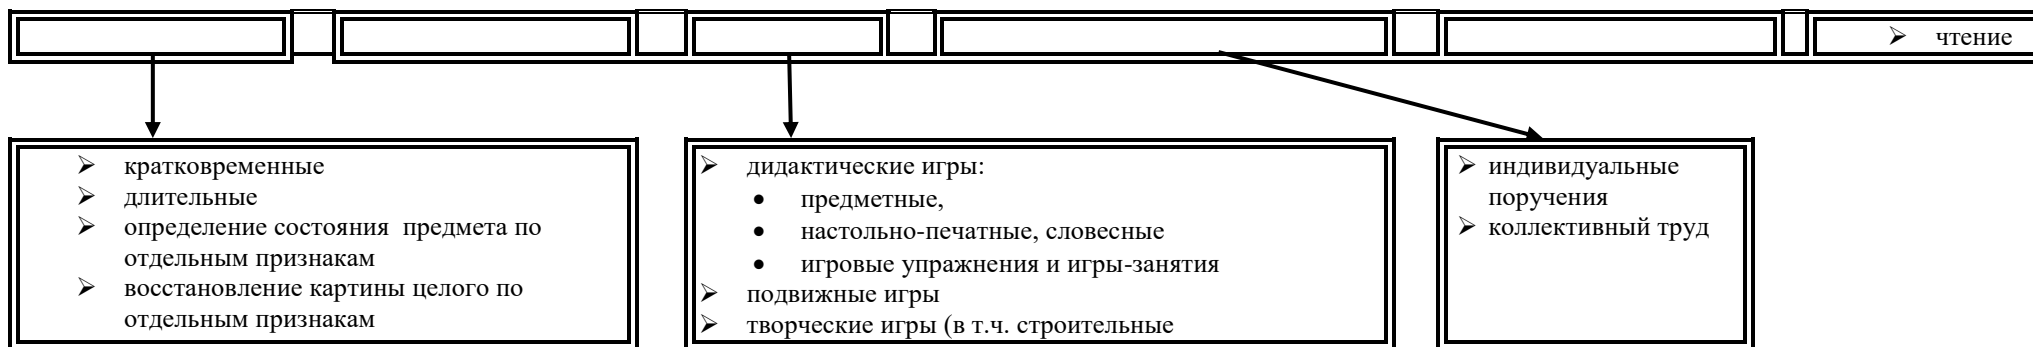 ➢ чтение
➢ кратковременные
➢ длительные
➢ определение состояния предмета по
отдельным признакам
➢ восстановление картины целого по
отдельным признакам
➢ дидактические игры:
• предметные,
• настольно-печатные, словесные
• игровые упражнения и игры-занятия
➢ подвижные игры
➢ творческие игры (в т.ч. строительные
➢ индивидуальные
поручения
➢ коллективный труд